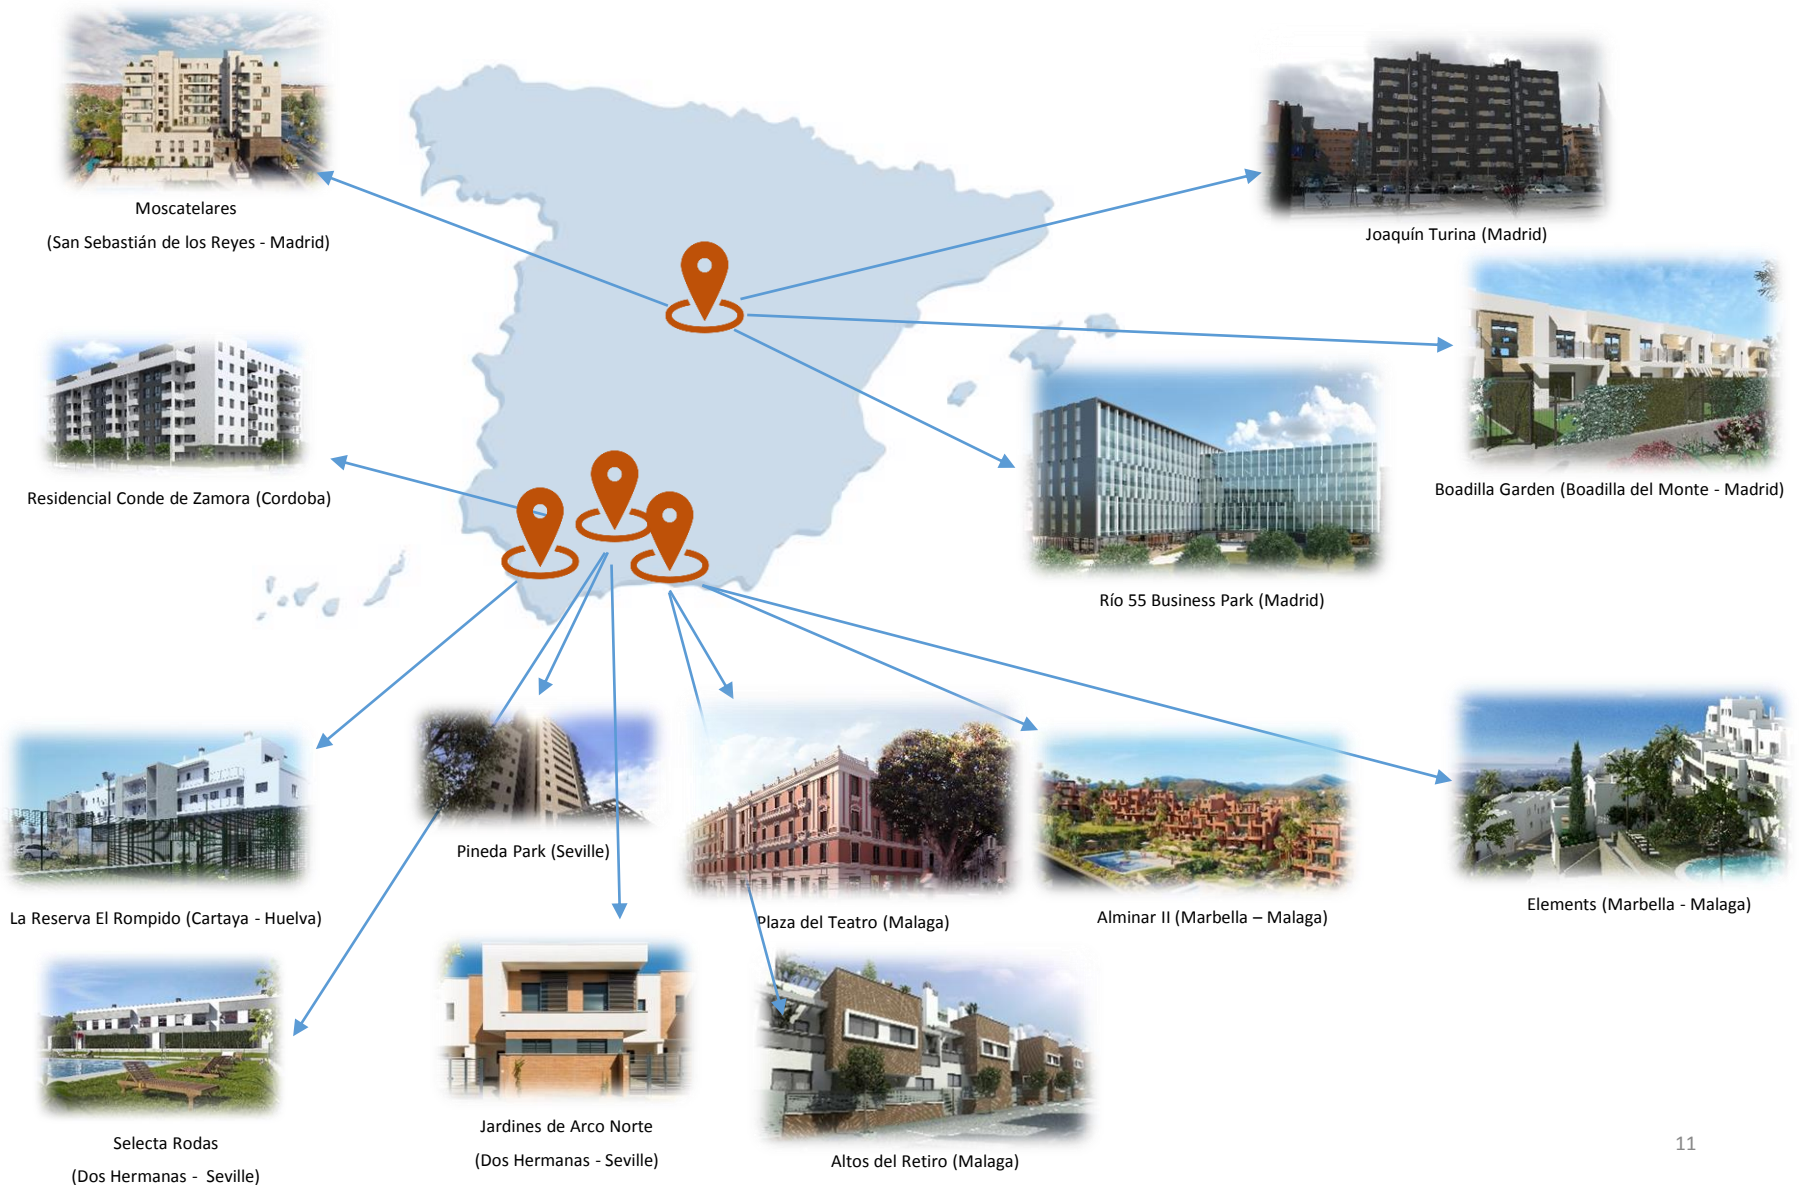 Moscatelares
(San Sebastián de los Reyes - Madrid)
Joaquín Turina (Madrid)
Residencial Conde de Zamora (Cordoba)
Boadilla Garden (Boadilla del Monte - Madrid)
Río 55 Business Park (Madrid)
La Reserva El Rompido (Cartaya - Huelva)
Pineda Park (Seville)
Plaza del Teatro (Malaga)
Alminar II (Marbella – Malaga)
Elements (Marbella - Malaga)
Selecta Rodas
(Dos Hermanas - Seville)
Jardines de Arco Norte
(Dos Hermanas - Seville)
Altos del Retiro (Malaga)
11